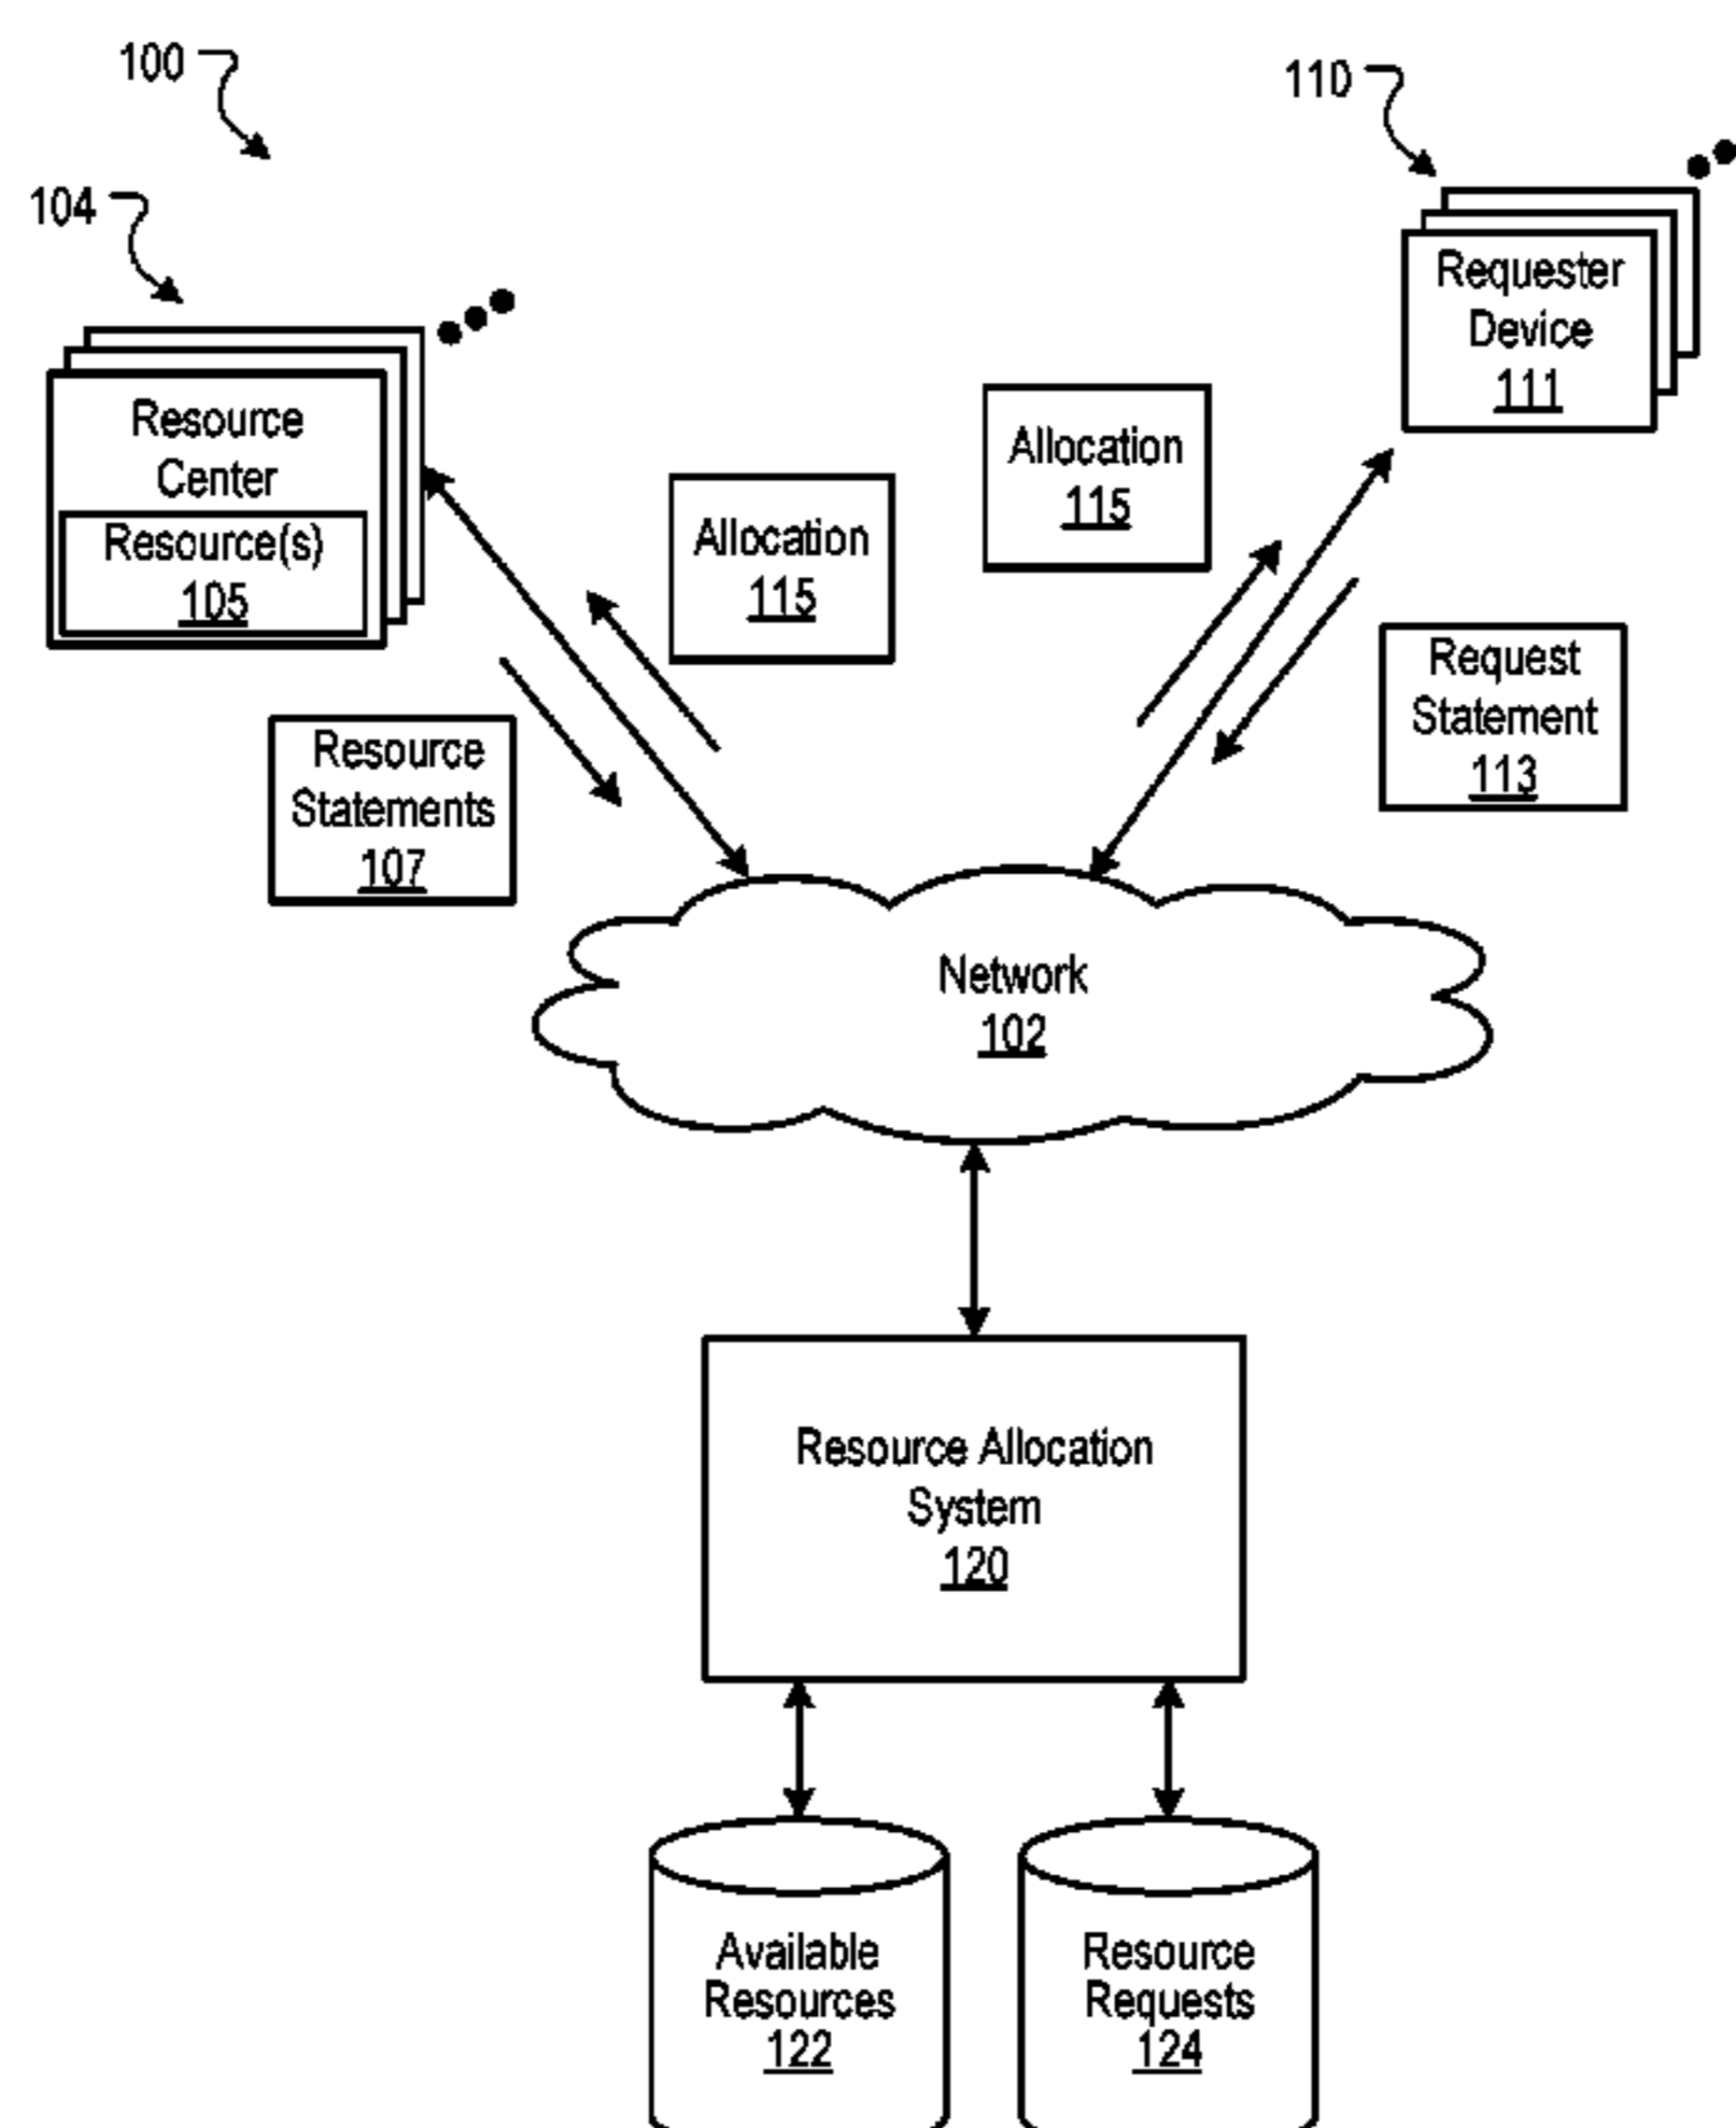 100
110
104
Requester
Device
111
Resource
Center
Resource(s)
105
Allocation
115
Allocation
115
Request
Statement
113
Resource
Statements
107
Network
102
Resource Allocation
System
120
Available
Resources
122
Resource
Requests
124